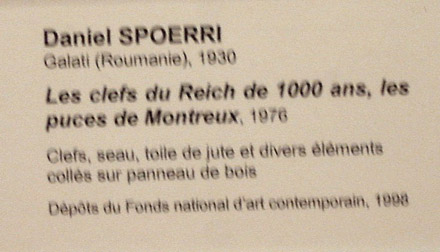 Daniel SPOERRI
Galati (Roumanie), 1930
Les clefs du Reich de 1000 ans, les
puces de Montreux, 1976
Clefs, seau, toile de jute et divers éléments
collés sur panneau de bois
Dépôts du Fonds national d'art contemporain, 1998